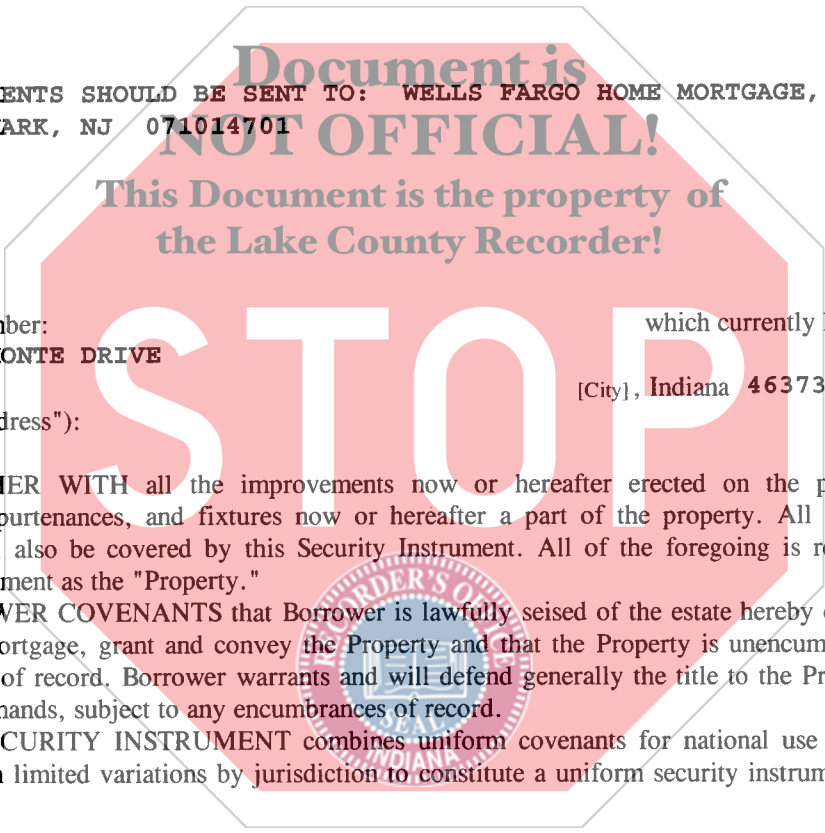 Document is
ENTS SHOULD BE SENT TO: WELLS FARGO HOME MORTGAGE,
ARK, NJ 071014701
NOT OFFICIAL!
This Document is the property of
the Lake County Recorder!
ber:
which currently
ONTE DRIVE
[City], Indiana 46373
dress"):
STOP
HER WITH all the improvements now or hereafter erected on the p
purtenances, and fixtures now or hereafter a part of the property. All
also be covered by this Security Instrument. All of the foregoing is re
ment as the "Property."
WER COVENANTS that Borrower is lawfully seised of the estate hereby
ortgage, grant and convey the Property and that the Property is unencum
of record. Borrower warrants and will defend generally the title to the Pr
nands, subject to any encumbrances of record.
CURITY INSTRUMENT combines uniform covenants for national use
limited variations by jurisdiction to constitute a uniform security instrum
RECORDER'S OFFICE
SEAL
INDIANA